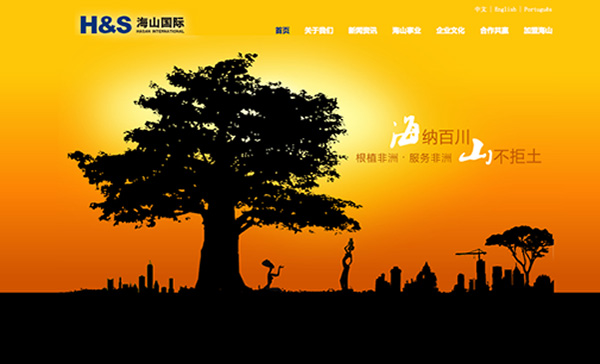 中文 | English | Português
H&S 海山国际
HASAN INTERNATIONAL
首页 关于我们 新闻资讯 海山事业 企业文化 合作共赢 加盟海山
海纳百川
根植非洲·服务非洲 山不拒土